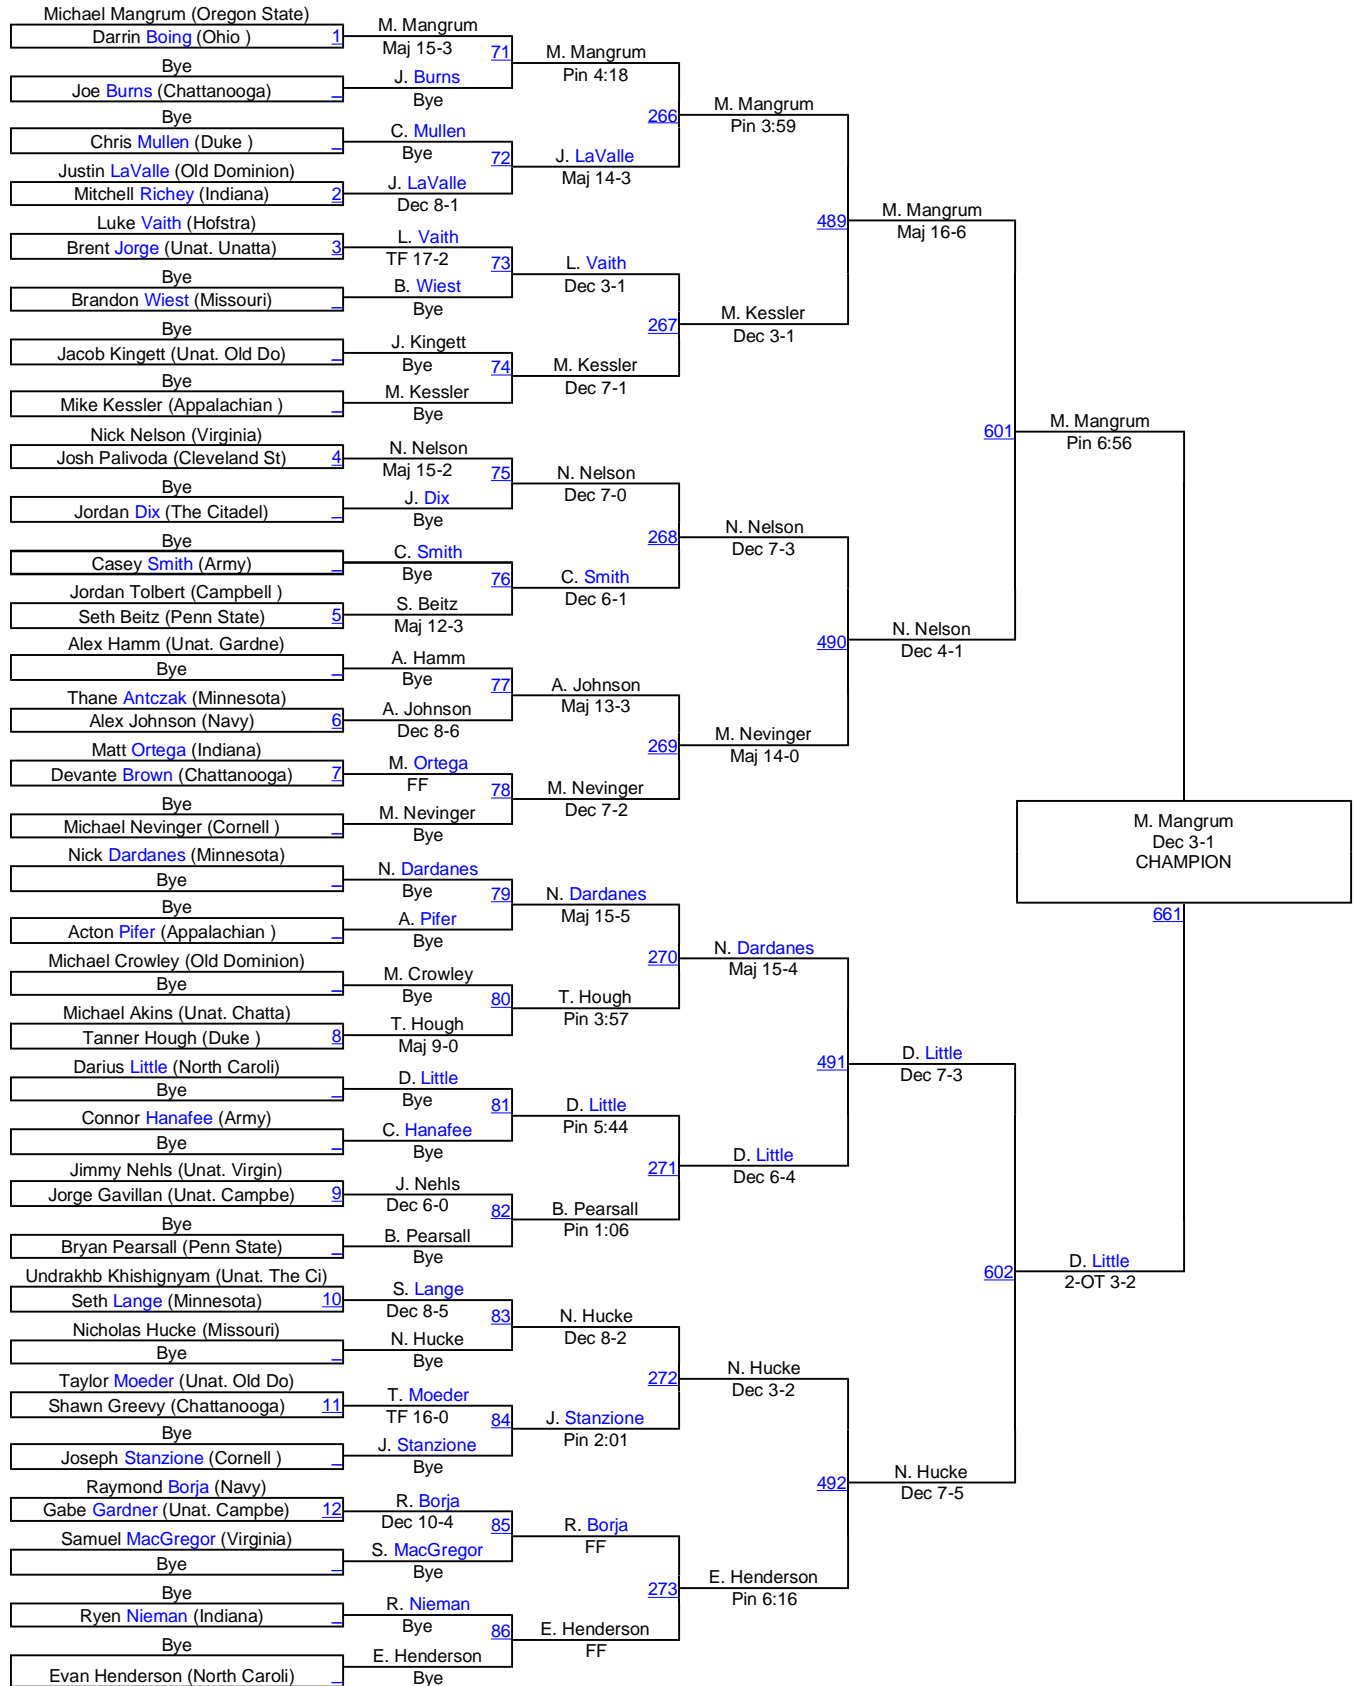 Michael Mangrum (Oregon State)
Darrin Boing (Ohio ) 1
Bye
Joe Burns (Chattanooga)
Bye
Chris Mullen (Duke )
Justin LaValle (Old Dominion)
Mitchell Richey (Indiana) 2
Luke Vaith (Hofstra)
Brent Jorge (Unat. Unatta) 3
Bye
Brandon Wiest (Missouri)
Bye
Jacob Kingett (Unat. Old Do)
Bye
Mike Kessler (Appalachian )
Nick Nelson (Virginia)
Josh Palivoda (Cleveland St) 4
Bye
Jordan Dix (The Citadel)
Bye
Casey Smith (Army)
Jordan Tolbert (Campbell )
Seth Beitz (Penn State) 5
Alex Hamm (Unat. Gardne)
Bye
Thane Antczak (Minnesota)
Alex Johnson (Navy) 6
Matt Ortega (Indiana)
Devante Brown (Chattanooga) 7
Bye
Michael Nevinger (Cornell )
Nick Dardanes (Minnesota)
Bye
Bye
Acton Pifer (Appalachian )
Michael Crowley (Old Dominion)
Bye
Michael Akins (Unat. Chatta)
Tanner Hough (Duke ) 8
Darius Little (North Caroli)
Bye
Connor Hanafee (Army)
Bye
Jimmy Nehls (Unat. Virgin)
Jorge Gavillan (Unat. Campbe) 9
Bye
Bryan Pearsall (Penn State)
Undrakhb Khishignyam (Unat. The Ci)
Seth Lange (Minnesota) 10
Nicholas Hucke (Missouri)
Bye
Taylor Moeder (Unat. Old Do)
Shawn Greevy (Chattanooga) 11
Bye
Joseph Stanzione (Cornell )
Raymond Borja (Navy)
Gabe Gardner (Unat. Campbe) 12
Samuel MacGregor (Virginia)
Bye
Bye
Ryen Nieman (Indiana)
Bye
Evan Henderson (North Caroli)
M. Mangrum
Maj 15-3
71
J. Burns
Bye
C. Mullen
Bye
72
J. LaValle
Dec 8-1
L. Vaith
TF 17-2
73
B. Wiest
Bye
J. Kingett
Bye
74
M. Kessler
Bye
N. Nelson
Maj 15-2
75
J. Dix
Bye
C. Smith
Bye
76
S. Beitz
Maj 12-3
A. Hamm
Bye
77
A. Johnson
Dec 8-6
M. Ortega
FF
78
M. Nevinger
Bye
N. Dardanes
Bye
79
A. Pifer
Bye
M. Crowley
Bye
80
T. Hough
Maj 9-0
D. Little
Bye
81
C. Hanafee
Bye
J. Nehls
Dec 6-0
82
B. Pearsall
Bye
S. Lange
Dec 8-5
83
N. Hucke
Bye
T. Moeder
TF 16-0
84
J. Stanzione
Bye
R. Borja
Dec 10-4
85
S. MacGregor
Bye
R. Nieman
Bye
86
E. Henderson
Bye
M. Mangrum
Pin 4:18
266
J. LaValle
Maj 14-3
L. Vaith
Dec 3-1
267
M. Kessler
Dec 7-1
N. Nelson
Dec 7-0
268
C. Smith
Dec 6-1
A. Johnson
Maj 13-3
269
M. Nevinger
Dec 7-2
N. Dardanes
Maj 15-5
270
T. Hough
Pin 3:57
D. Little
Pin 5:44
271
B. Pearsall
Pin 1:06
N. Hucke
Dec 8-2
272
J. Stanzione
Pin 2:01
R. Borja
FF
273
E. Henderson
FF
M. Mangrum
Pin 3:59
489
M. Kessler
Dec 3-1
N. Nelson
Dec 7-3
490
M. Nevinger
Maj 14-0
N. Dardanes
Maj 15-4
491
D. Little
Dec 6-4
N. Hucke
Dec 3-2
492
E. Henderson
Pin 6:16
M. Mangrum
Maj 16-6
601
N. Nelson
Dec 4-1
D. Little
Dec 7-3
602
N. Hucke
Dec 7-5
M. Mangrum
Pin 6:56
M. Mangrum
Dec 3-1
CHAMPION
661
D. Little
2-OT 3-2